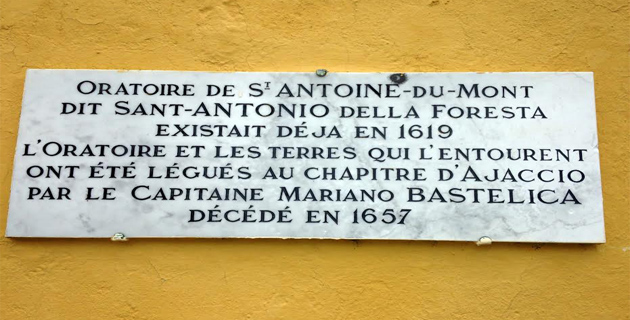 ORATOIRE DE Sᵀ ANTOINE-DU-MONT
DIT SANT-ANTONIO DELLA FORESTA
EXISTAIT DÉJA EN 1619
L'ORATOIRE ET LES TERRES QUI L'ENTOURENT
ONT ÉTÉ LÉGUÉS AU CHAPITRE D'AJACCIO
PAR LE CAPITAINE MARIANO BASTELICA
DÉCÉDÉ EN 1657